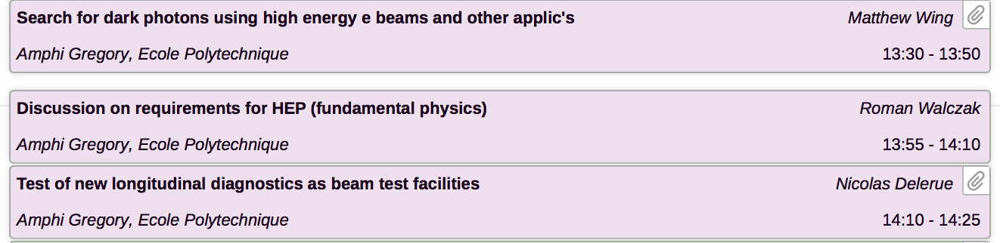 Search for dark photons using high energy e beams and other applic's Matthew Wing
Amphi Gregory, Ecole Polytechnique 13:30 - 13:50
Discussion on requirements for HEP (fundamental physics) Roman Walczak
Amphi Gregory, Ecole Polytechnique 13:55 - 14:10
Test of new longitudinal diagnostics as beam test facilities Nicolas Delerue
Amphi Gregory, Ecole Polytechnique 14:10 - 14:25